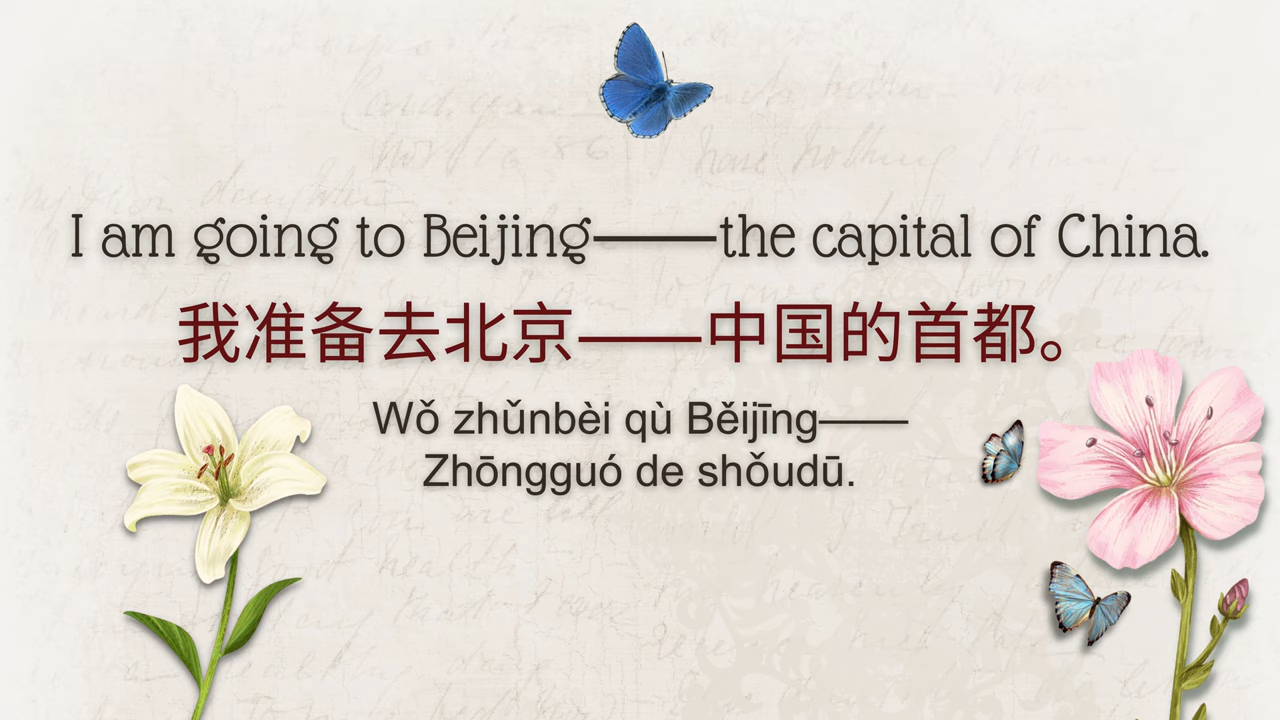 I am going to Beijing——the capital of China.
我准备去北京——中国的首都。
Wǒ zhǔnbèi qù Běijīng——
Zhōngguó de shǒudū.